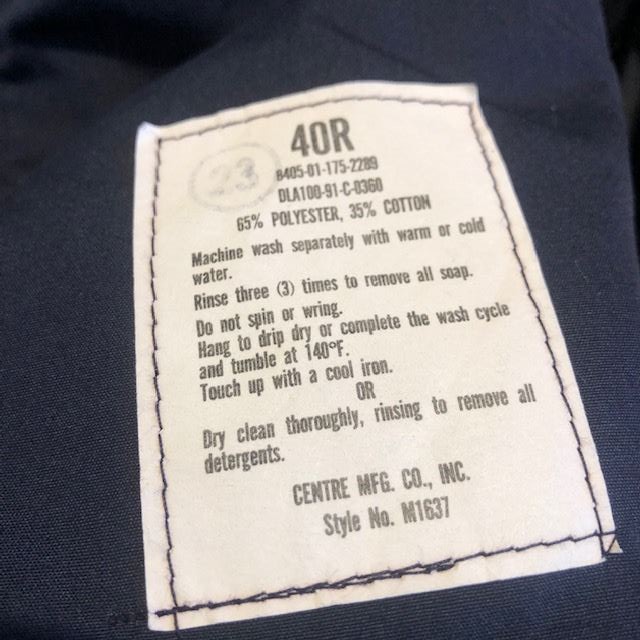 40R
23
8405-01-175-2289
DLA100-91-C-0360
65% POLYESTER, 35% COTTON
Machine wash separately with warm or cold
water.
Rinse three (3) times to remove all soap.
Do not spin or wring.
Hang to drip dry or complete the wash cycle
and tumble at 140°F.
Touch up with a cool iron.
OR
Dry clean thoroughly, rinsing to remove all
detergents.
CENTRE MFG. CO., INC.
Style No. M1637